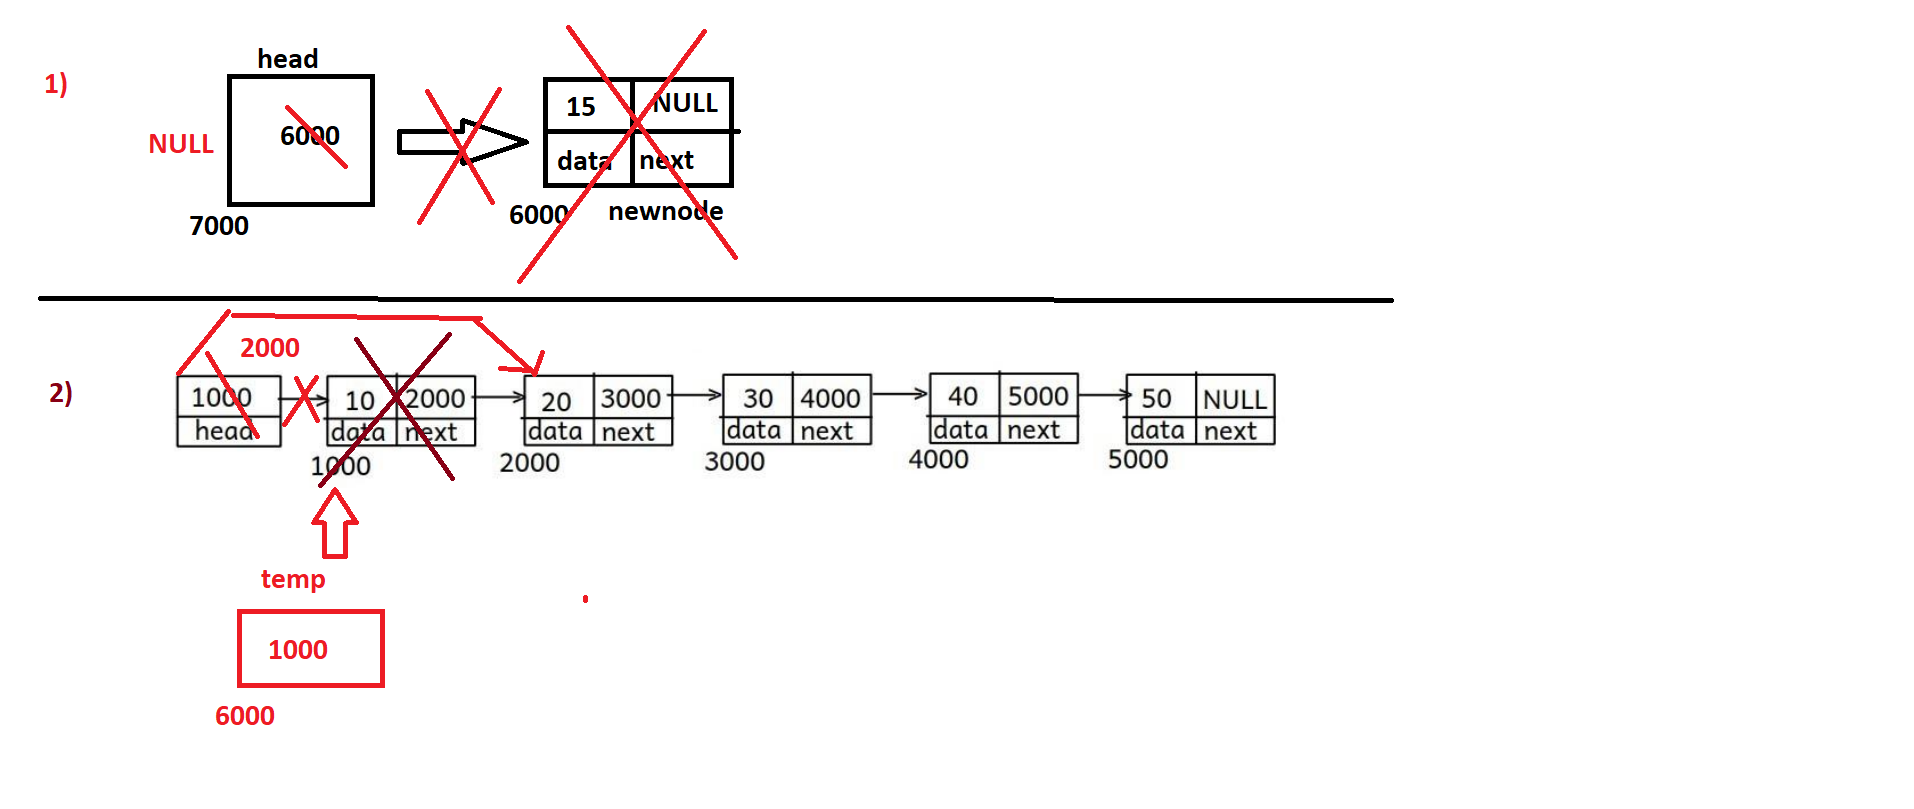 1)
head
NULL
6000
7000
15 NULL
data next
6000 newnode
2)
2000
1000
head
10 2000
data next
1000
20 3000
data next
2000
30 4000
data next
3000
40 5000
data next
4000
50 NULL
data next
5000
temp
1000
6000